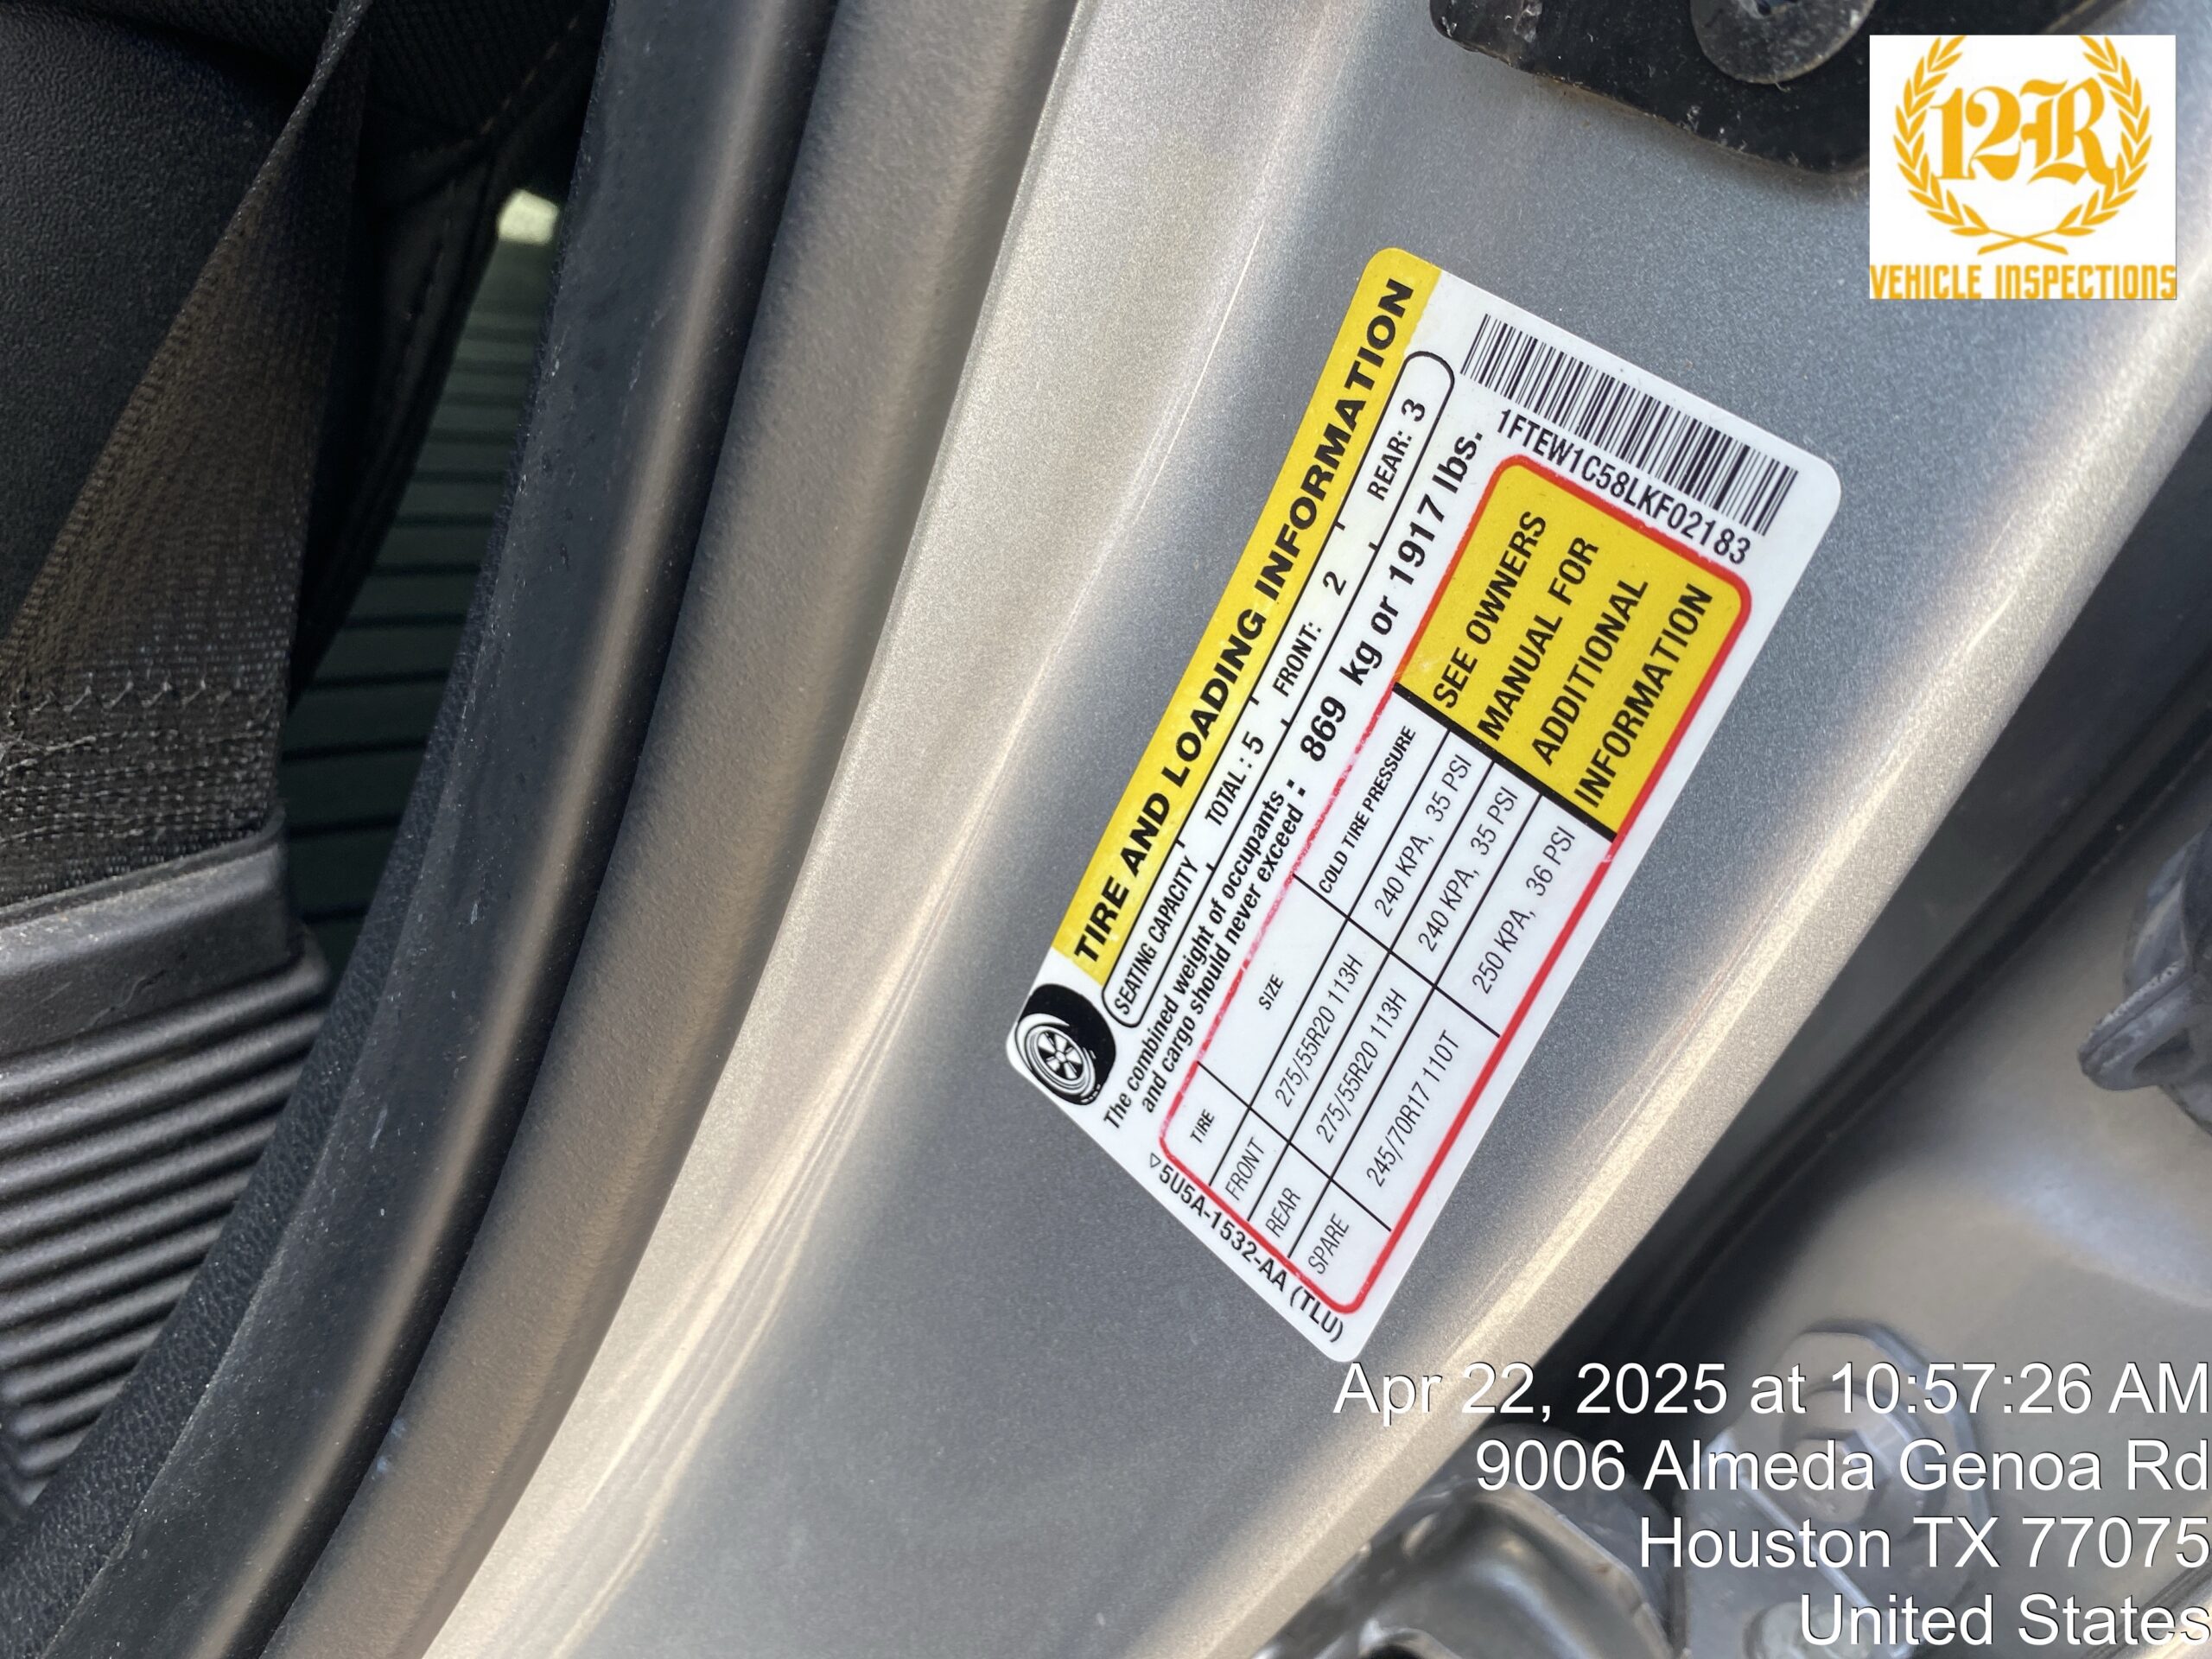 12R
VEHICLE INSPECTIONS
TIRE AND LOADING INFORMATION
SEATING CAPACITY TOTAL : 5 FRONT: 2 REAR: 3
The combined weight of occupants
and cargo should never exceed : 869 kg or 1917 lbs.
TIRE SIZE COLD TIRE PRESSURE
FRONT 275/55R20 113H 240 KPA, 35 PSI
REAR 275/55R20 113H 240 KPA, 35 PSI
SPARE 245/70R17 110T 250 KPA, 36 PSI
SEE OWNERS
MANUAL FOR
ADDITIONAL
INFORMATION
1FTEW1C58LKF02183
5U5A-1532-AA (TLU)
Apr 22, 2025 at 10:57:26 AM
9006 Almeda Genoa Rd
Houston TX 77075
United States